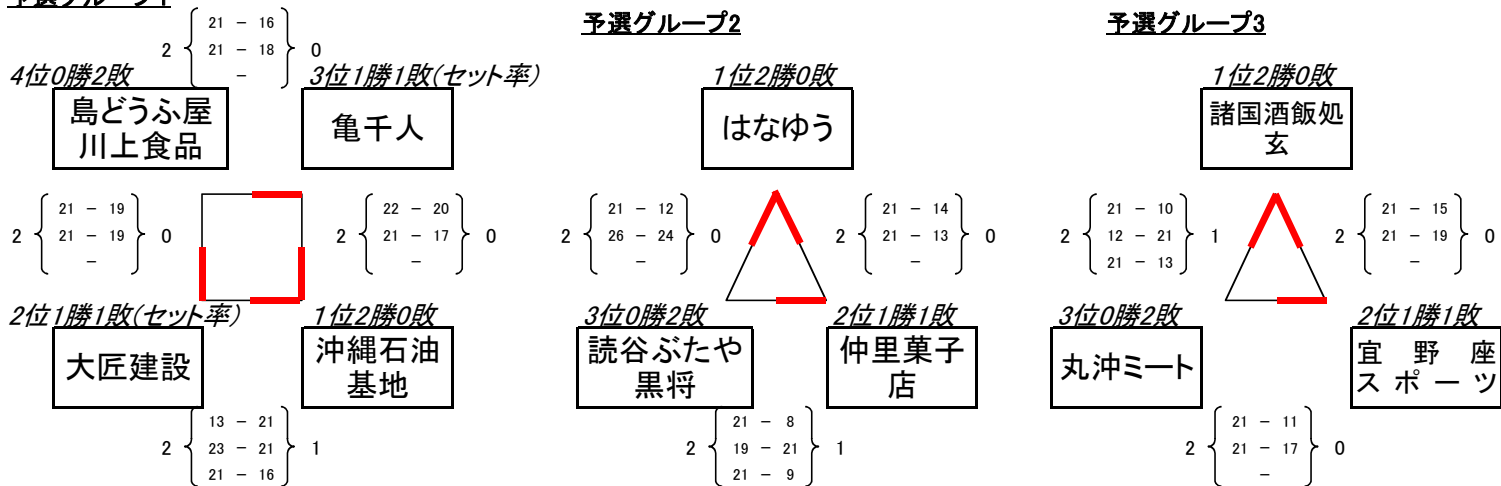 予選グループ1
予選グループ2
予選グループ3
2 21 － 16 0
21 － 18
－
4位0勝2敗
3位1勝1敗(セット率)
島どうふ屋
川上食品
亀千人
2 21 － 19 0
21 － 19
－
2 22 － 20 0
21 － 17
－
2位1勝1敗(セット率)
1位2勝0敗
大匠建設
沖縄石油
基地
2 13 － 21 1
23 － 21
21 － 16
1位2勝0敗
はなゆう
2 21 － 12 0
26 － 24
－
2 21 － 14 0
21 － 13
－
3位0勝2敗
2位1勝1敗
読谷ぶたや
黒将
仲里菓子
店
2 21 － 8 1
19 － 21
21 － 9
1位2勝0敗
諸国酒飯処
玄
2 21 － 10 1
12 － 21
21 － 13
2 21 － 15 0
21 － 19
－
3位0勝2敗
2位1勝1敗
丸沖ミート
宜野座
スポーツ
2 21 － 11 0
21 － 17
－